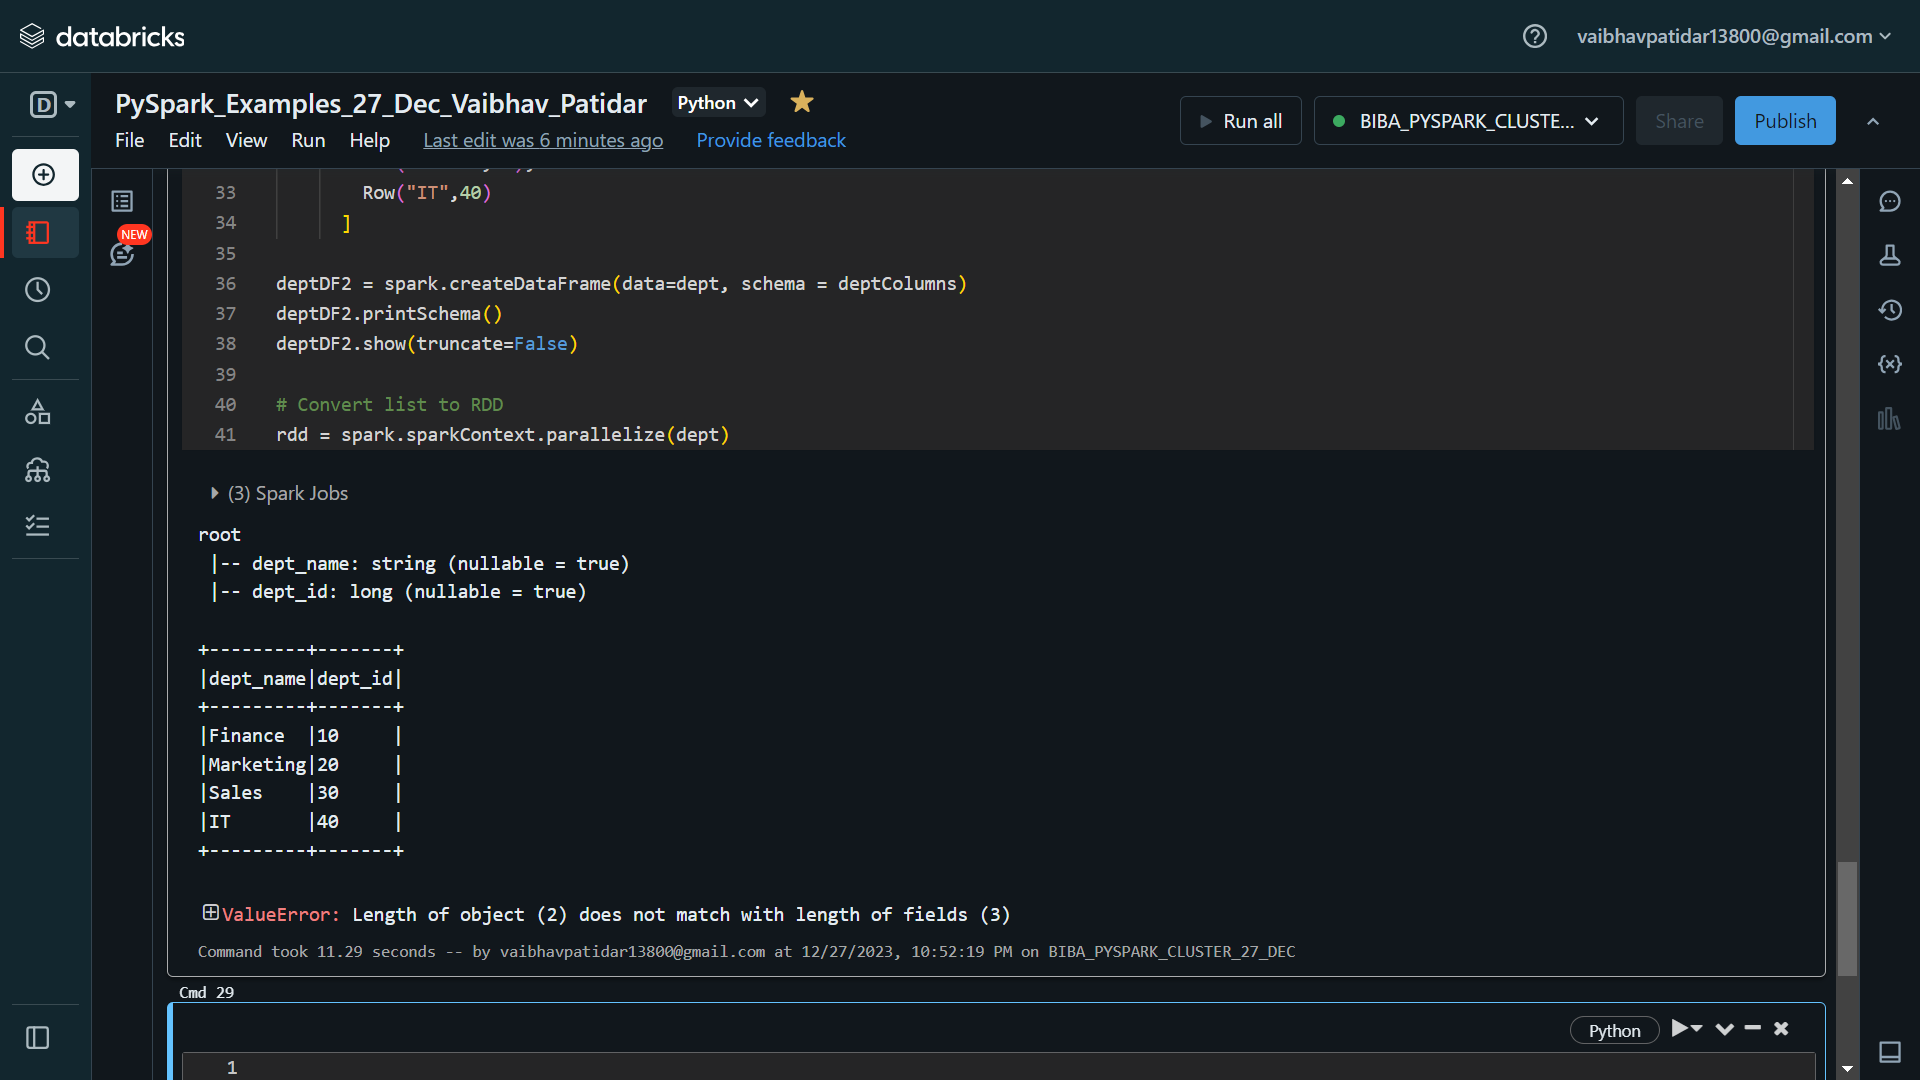 databricks
vaibhavpatidar13800@gmail.com
D
PySpark_Examples_27_Dec_Vaibhav_Patidar
Python
File Edit View Run Help Last edit was 6 minutes ago Provide feedback
Run all
BIBA_PYSPARK_CLUSTE...
Share
Publish
NEW
33 Row("IT",40)
34 ]
35
36 deptDF2 = spark.createDataFrame(data=dept, schema = deptColumns)
37 deptDF2.printSchema()
38 deptDF2.show(truncate=False)
39
40 # Convert list to RDD
41 rdd = spark.sparkContext.parallelize(dept)
(3) Spark Jobs
root
|-- dept_name: string (nullable = true)
|-- dept_id: long (nullable = true)
+---------+-------+
|dept_name|dept_id|
+---------+-------+
|Finance  |10     |
|Marketing|20     |
|Sales    |30     |
|IT       |40     |
+---------+-------+
ValueError: Length of object (2) does not match with length of fields (3)
Command took 11.29 seconds -- by vaibhavpatidar13800@gmail.com at 12/27/2023, 10:52:19 PM on BIBA_PYSPARK_CLUSTER_27_DEC
Cmd 29
Python
1